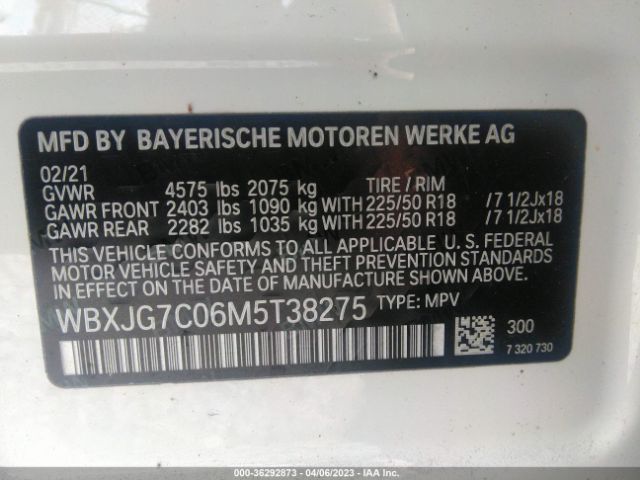 MFD BY BAYERISCHE MOTOREN WERKE AG
02/21
GVWR 4575 lbs 2075 kg TIRE / RIM
GAWR FRONT 2403 lbs 1090 kg WITH 225/50 R18 /7 1/2Jx18
GAWR REAR 2282 lbs 1035 kg WITH 225/50 R18 /7 1/2Jx18
THIS VEHICLE CONFORMS TO ALL APPLICABLE U. S. FEDERAL
MOTOR VEHICLE SAFETY AND THEFT PREVENTION STANDARDS
IN EFFECT ON THE DATE OF MANUFACTURE SHOWN ABOVE.
WBXJG7C06M5T38275 TYPE: MPV
300
7 320 730
000-36292873 - 04/06/2023 - IAA Inc.